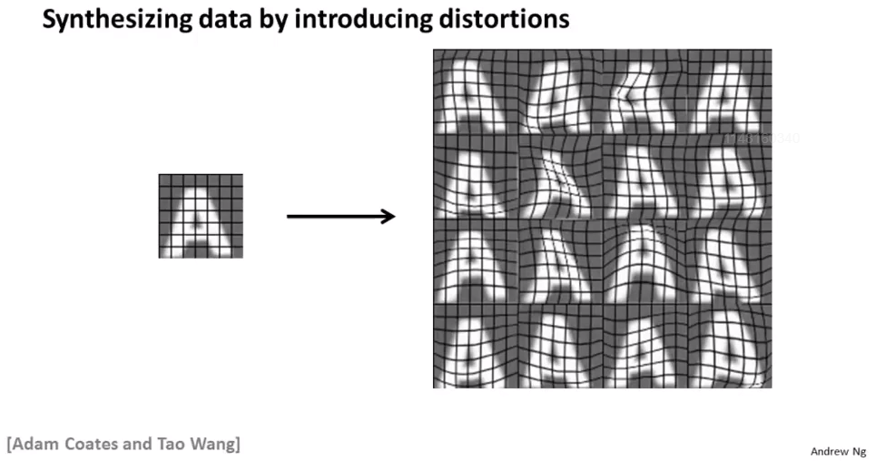 Synthesizing data by introducing distortions
[Adam Coates and Tao Wang]
Andrew Ng